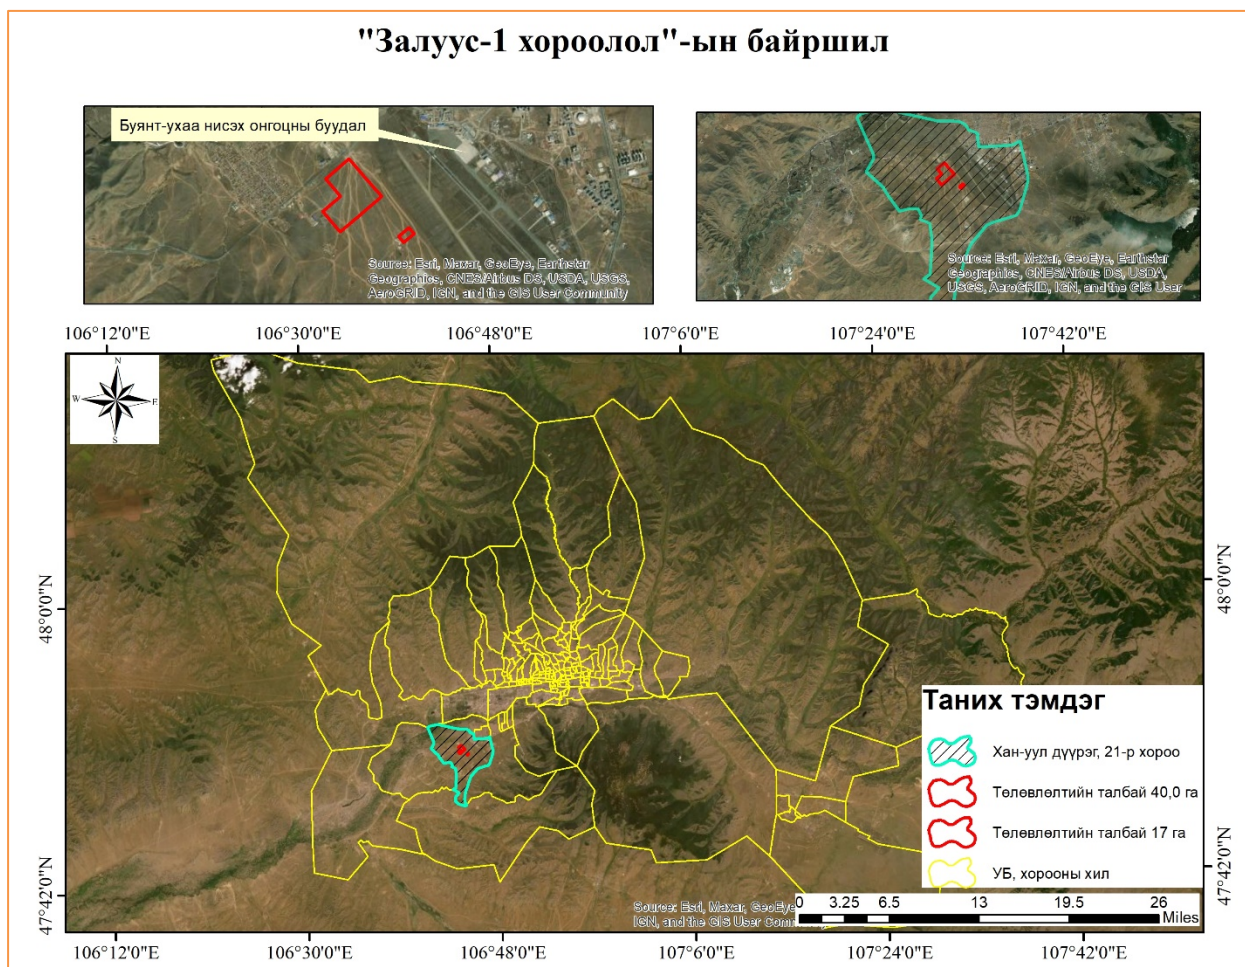 "Залуус-1 хороолол"-ын байршил
Буянт-ухаа нисэх онгоцны буудал
Source: Esri, Maxar, GeoEye, Earthstar
Geographics, CNES/Airbus DS, USDA, USGS,
AeroGRID, IGN, and the GIS User Community
Source: Esri, Maxar, GeoEye, Earthstar
Geographics, CNES/Airbus DS, USDA,
USGS, AeroGRID, IGN, and the GIS User
106°12'0"E 106°30'0"E 106°48'0"E 107°6'0"E 107°24'0"E 107°42'0"E
N
W E
S
48°0'0"N
48°0'0"N
47°42'0"N
47°42'0"N
Таних тэмдэг
Хан-уул дүүрэг, 21-р хороо
Төлөвлөлтийн талбай 40,0 га
Төлөвлөлтийн талбай 17 га
УБ, хорооны хил
Source: Esri, Maxar, GeoEye
IGN, and the GIS User Comm
0 3.25 6.5 13 19.5 26
Miles
106°12'0"E 106°30'0"E 106°48'0"E 107°6'0"E 107°24'0"E 107°42'0"E